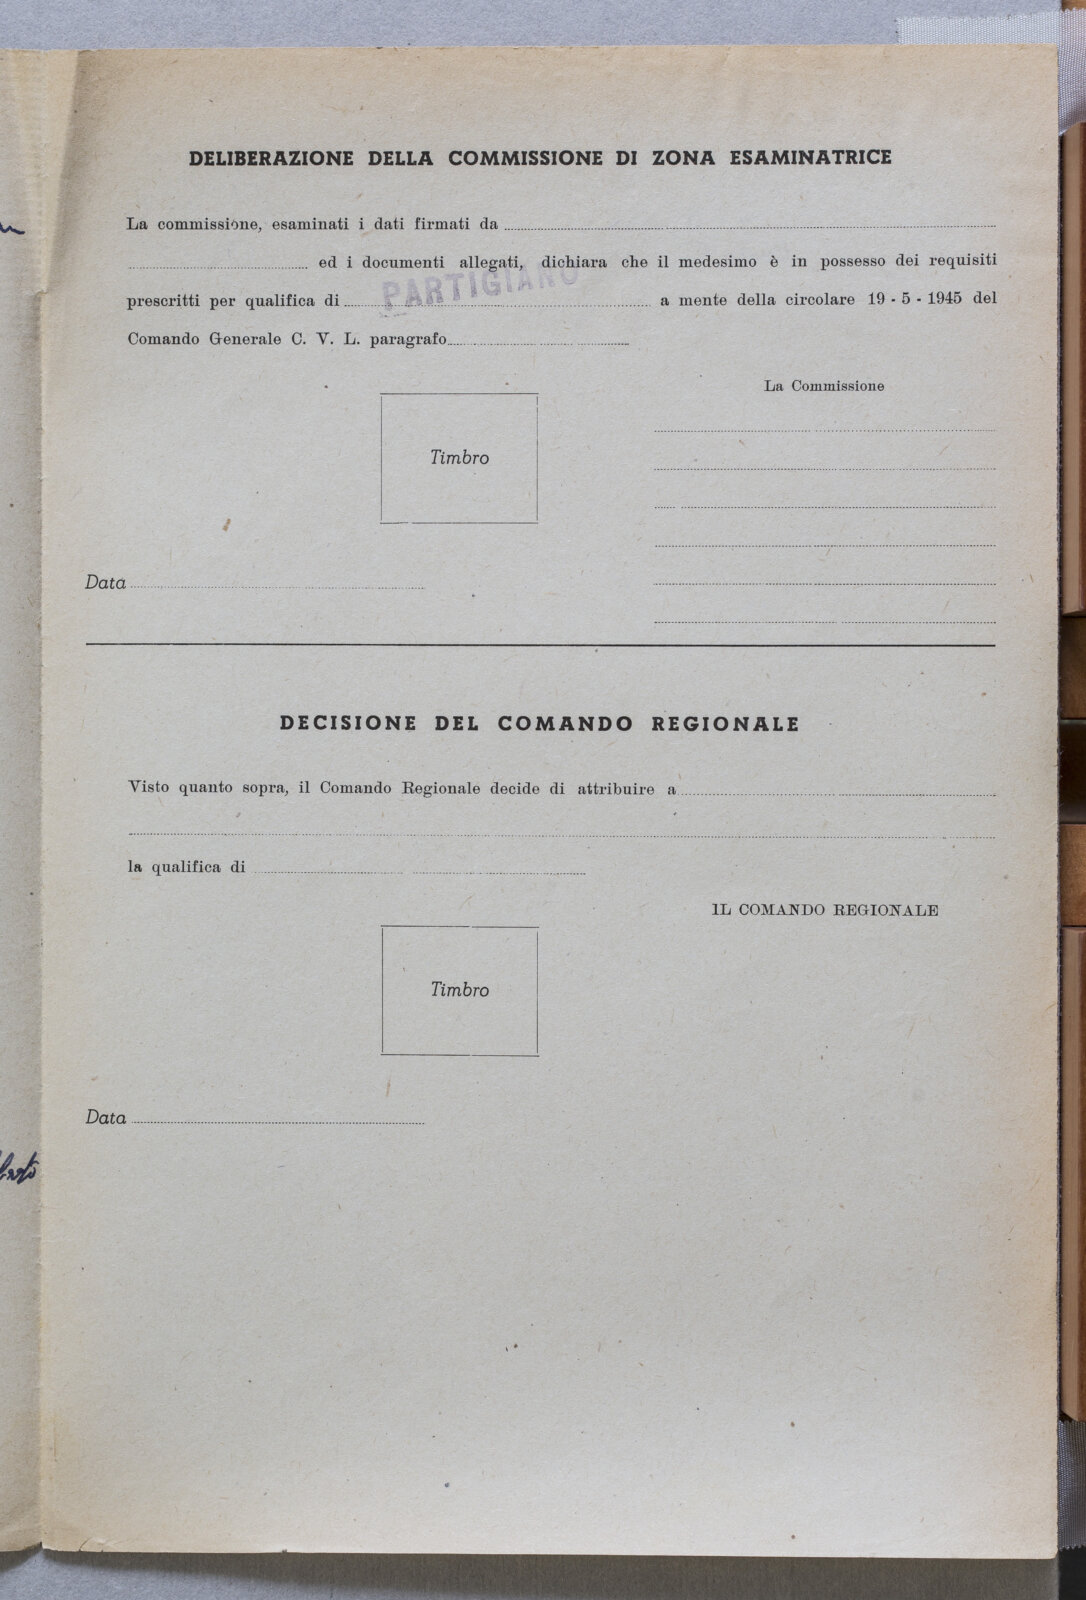 DELIBERAZIONE DELLA COMMISSIONE DI ZONA ESAMINATRICE
La commissione, esaminati i dati firmati da
ed i documenti allegati, dichiara che il medesimo è in possesso dei requisiti
prescritti per qualifica di PARTIGIANO a mente della circolare 19 - 5 - 1945 del
Comando Generale C. V. L. paragrafo
La Commissione
Timbro
Data
DECISIONE DEL COMANDO REGIONALE
Visto quanto sopra, il Comando Regionale decide di attribuire a
la qualifica di
IL COMANDO REGIONALE
Timbro
Data